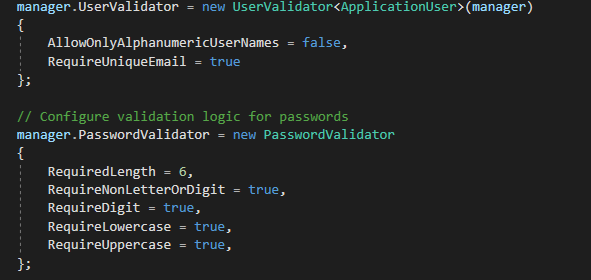 manager.UserValidator = new UserValidator<ApplicationUser>(manager)
{
AllowOnlyAlphanumericUserNames = false,
RequireUniqueEmail = true
};
// Configure validation logic for passwords
manager.PasswordValidator = new PasswordValidator
{
RequiredLength = 6,
RequireNonLetterOrDigit = true,
RequireDigit = true,
RequireLowercase = true,
RequireUppercase = true,
};